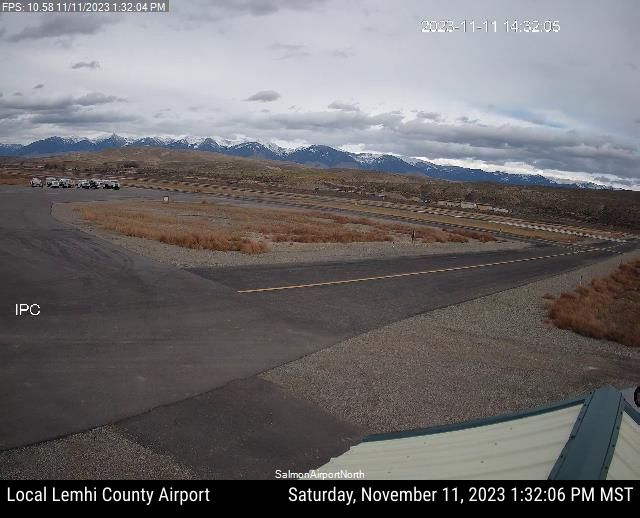 FPS: 10.58 11/11/2023 1:32:04 PM
2023-11-11 14:32:05
IPC
SalmonAirportNorth
Local Lemhi County Airport
Saturday, November 11, 2023 1:32:06 PM MST